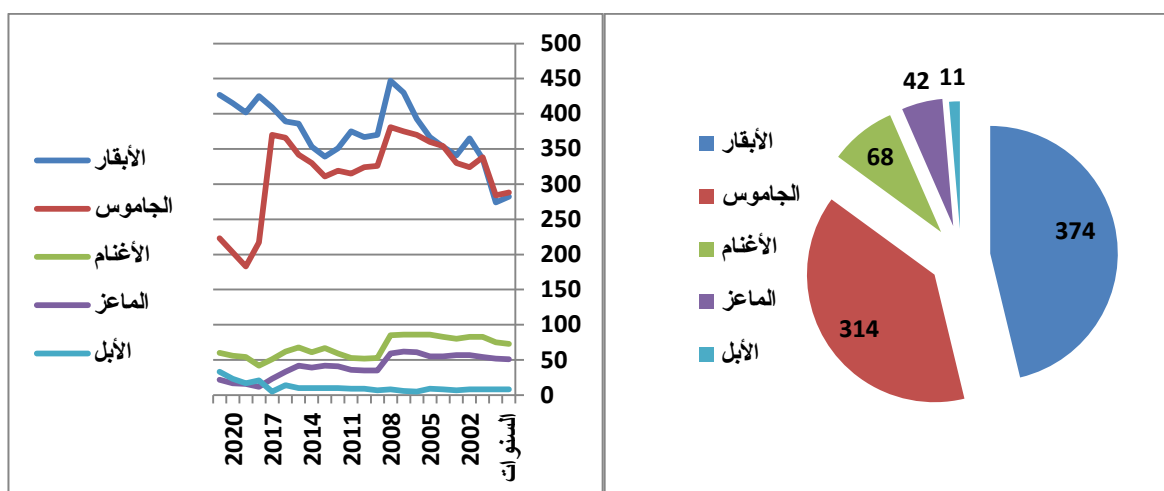 500
450
400
350
300
250
200
150
100
50
0
الأبقار
الجاموس
الأغنام
الماعز
الأبل
2020
2017
2014
2011
2008
2005
2002
السنوات
11
42
68
374
314
الأبقار
الجاموس
الأغنام
الماعز
الأبل